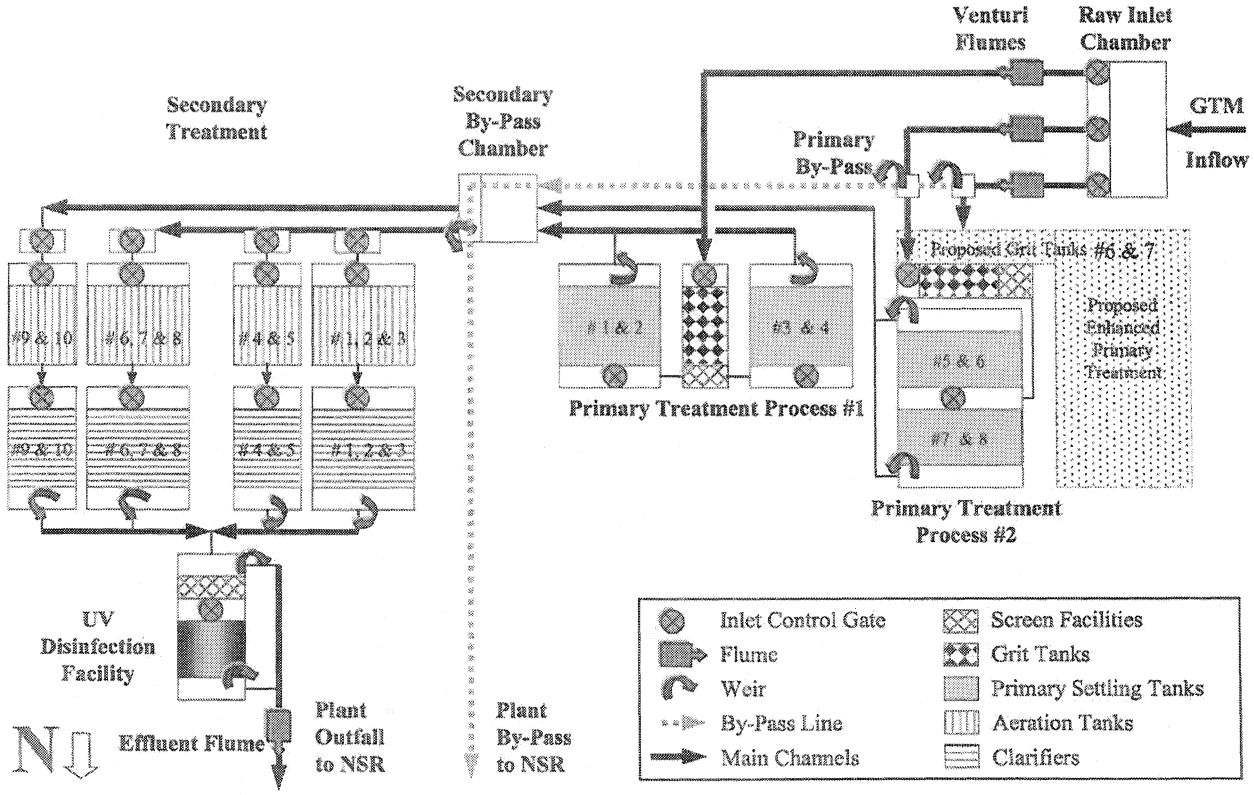 Venturi
Flumes
Raw Inlet
Chamber
GTM
Inflow
Secondary
Treatment
Secondary
By-Pass
Chamber
Primary
By-Pass
Proposed Grit Tanks #6 & 7
Proposed
Enhanced
Primary
Treatment
#9 & 10
#6, 7 & 8
#4 & 5
#1, 2 & 3
# 1 & 2
#3 & 4
#5 & 6
#7 & 8
Primary Treatment Process #1
#9 & 10
#6, 7 & 8
#4 & 5
#1, 2 & 3
Primary Treatment
Process #2
UV
Disinfection
Facility
Effluent Flume
Plant
Outfall
to NSR
Plant
By-Pass
to NSR
N
Inlet Control Gate
Flume
Weir
By-Pass Line
Main Channels
Screen Facilities
Grit Tanks
Primary Settling Tanks
Aeration Tanks
Clarifiers